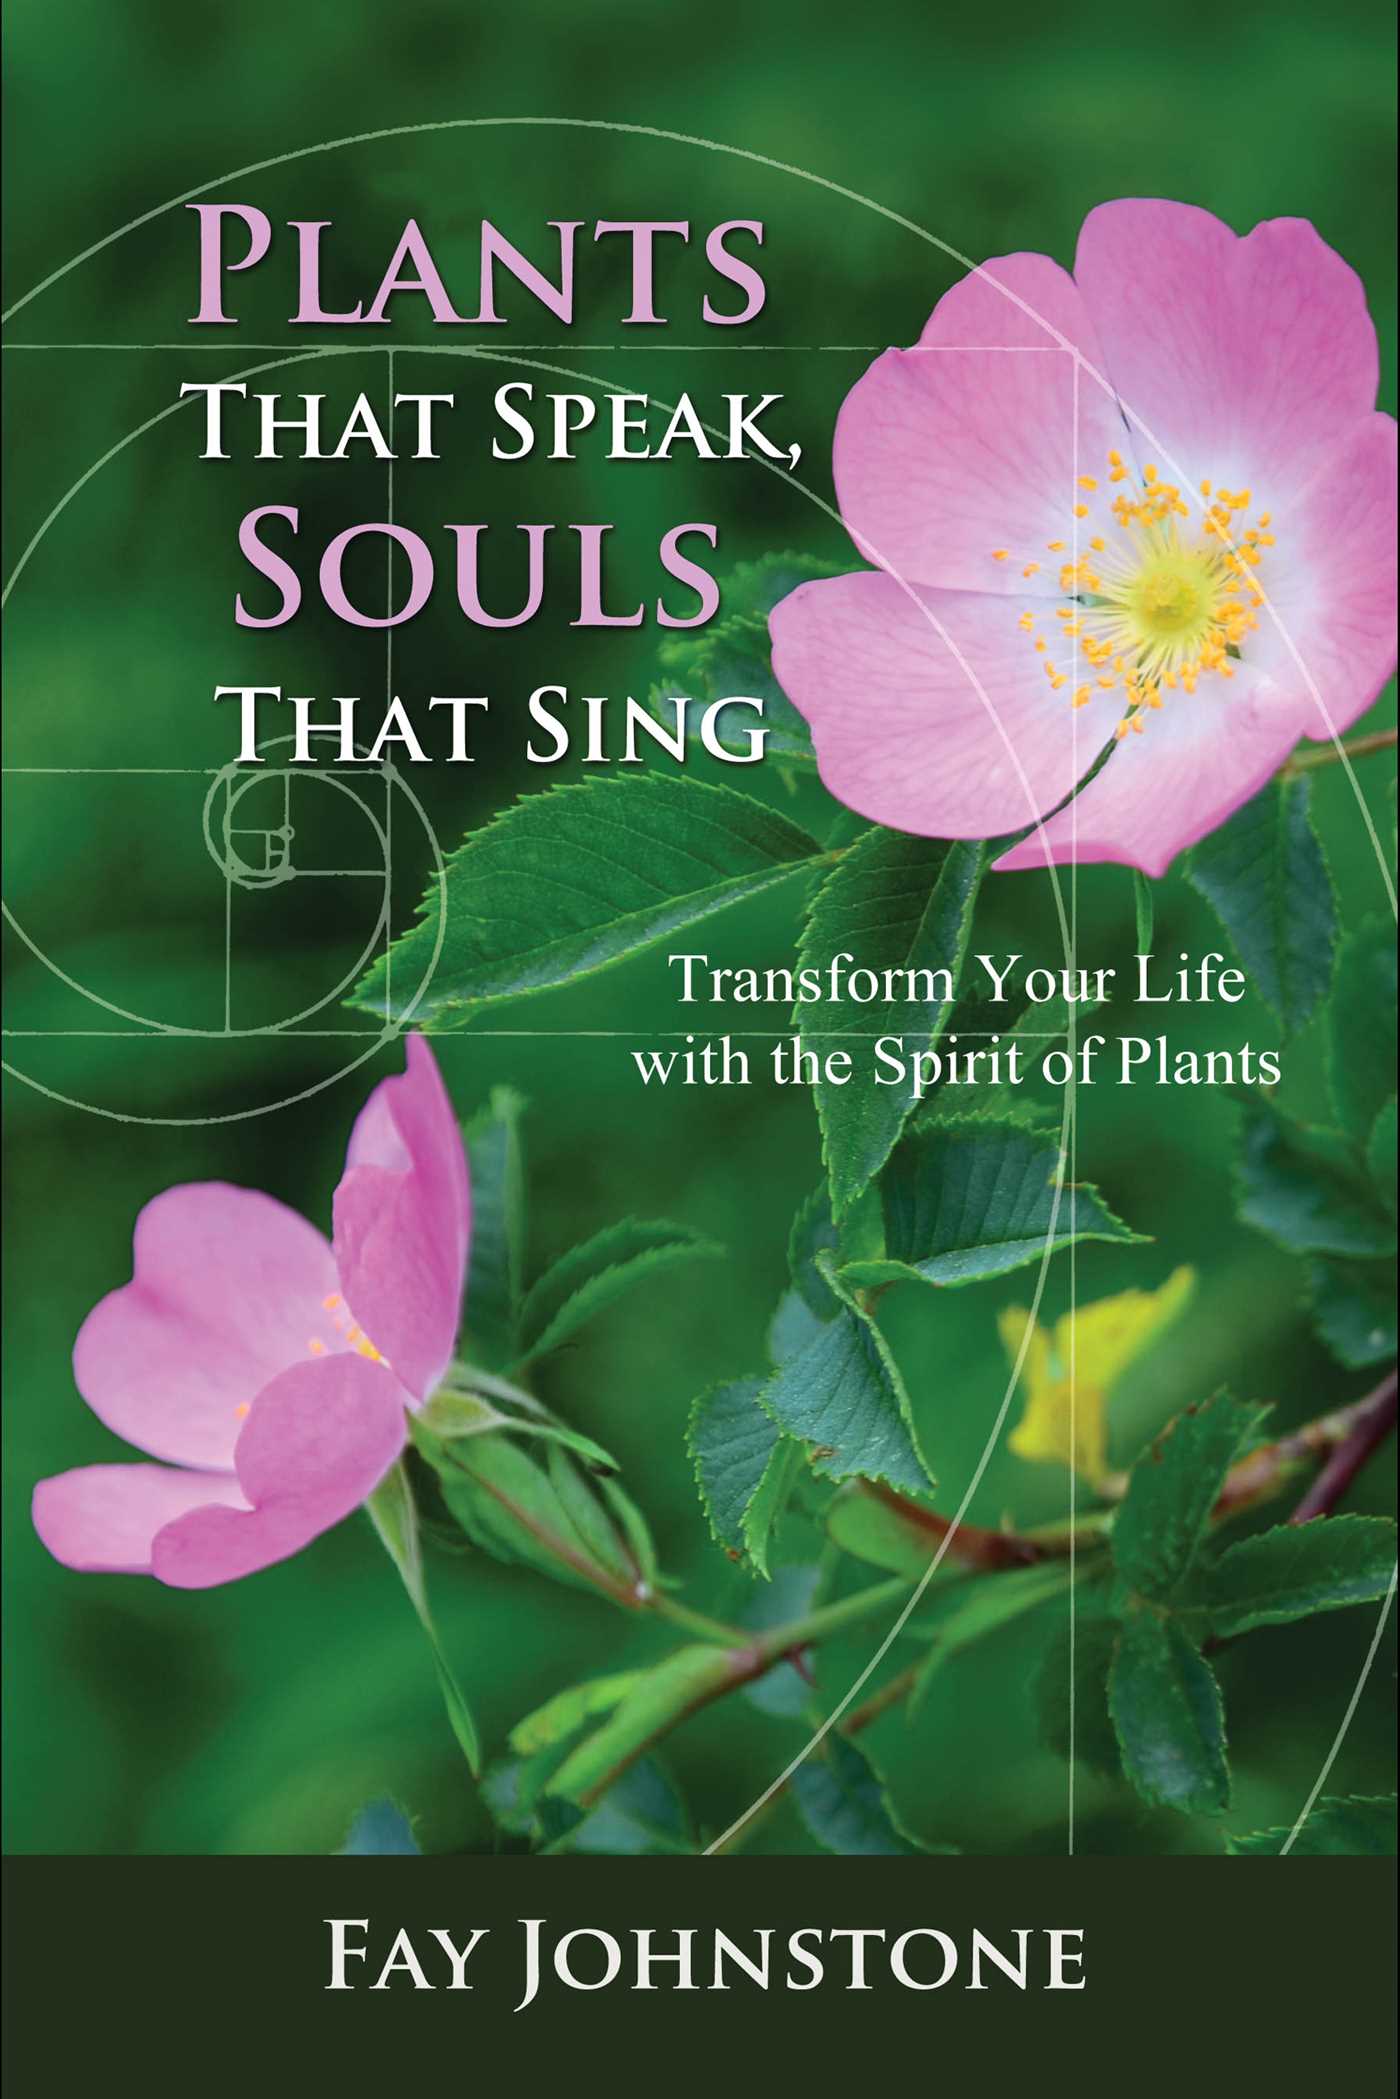 PLANTS
THAT SPEAK,
SOULS
THAT SING
Transform Your Life
with the Spirit of Plants
FAY JOHNSTONE